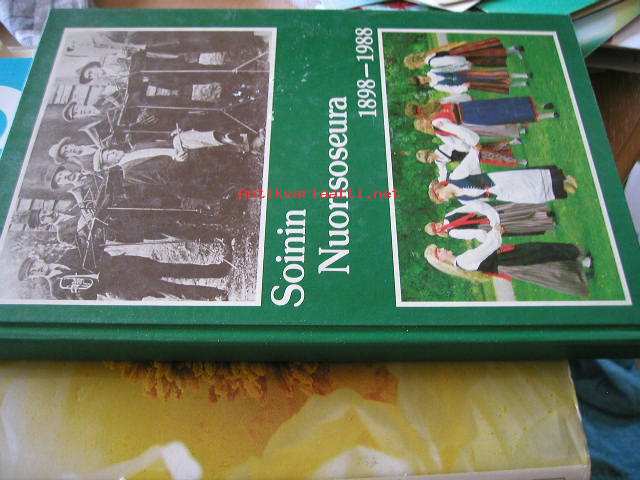 Soinin
Nuorisoseura
1898–1988
antikvariaatti.net